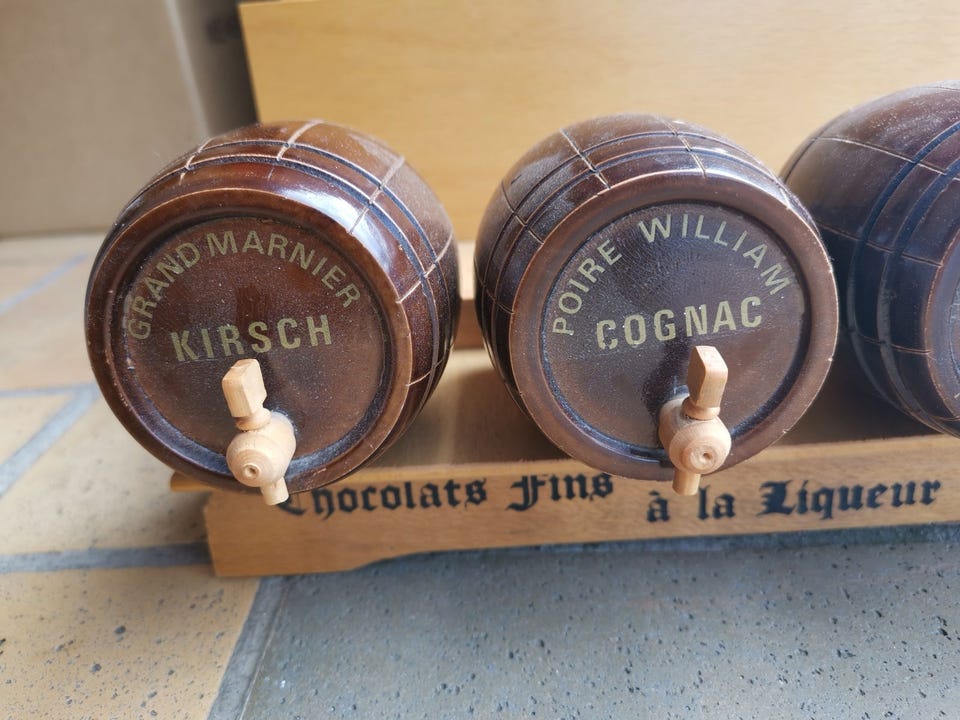 GRAND MARNIER
KIRSCH
POIRE WILLIAM
COGNAC
Chocolats Fins à la Liqueur